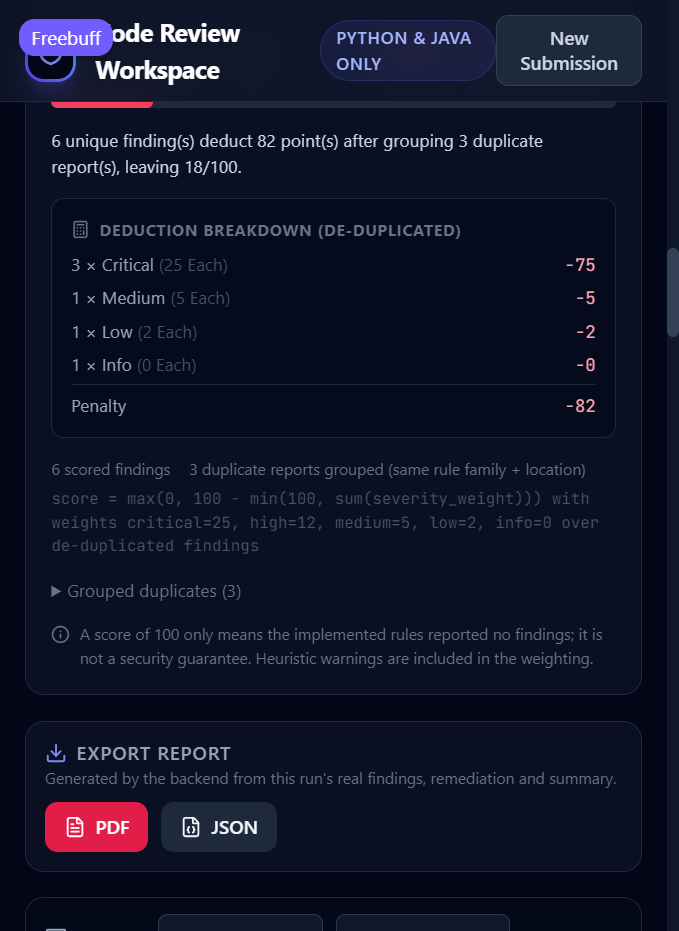 Freebuff
ode Review
Workspace
PYTHON & JAVA
ONLY
New
Submission
6 unique finding(s) deduct 82 point(s) after grouping 3 duplicate
report(s), leaving 18/100.
DEDUCTION BREAKDOWN (DE-DUPLICATED)
3 × Critical (25 Each) -75
1 × Medium (5 Each) -5
1 × Low (2 Each) -2
1 × Info (0 Each) -0
Penalty -82
6 scored findings 3 duplicate reports grouped (same rule family + location)
score = max(0, 100 - min(100, sum(severity_weight))) with
weights critical=25, high=12, medium=5, low=2, info=0 over
de-duplicated findings
Grouped duplicates (3)
A score of 100 only means the implemented rules reported no findings; it is
not a security guarantee. Heuristic warnings are included in the weighting.
EXPORT REPORT
Generated by the backend from this run's real findings, remediation and summary.
PDF
JSON